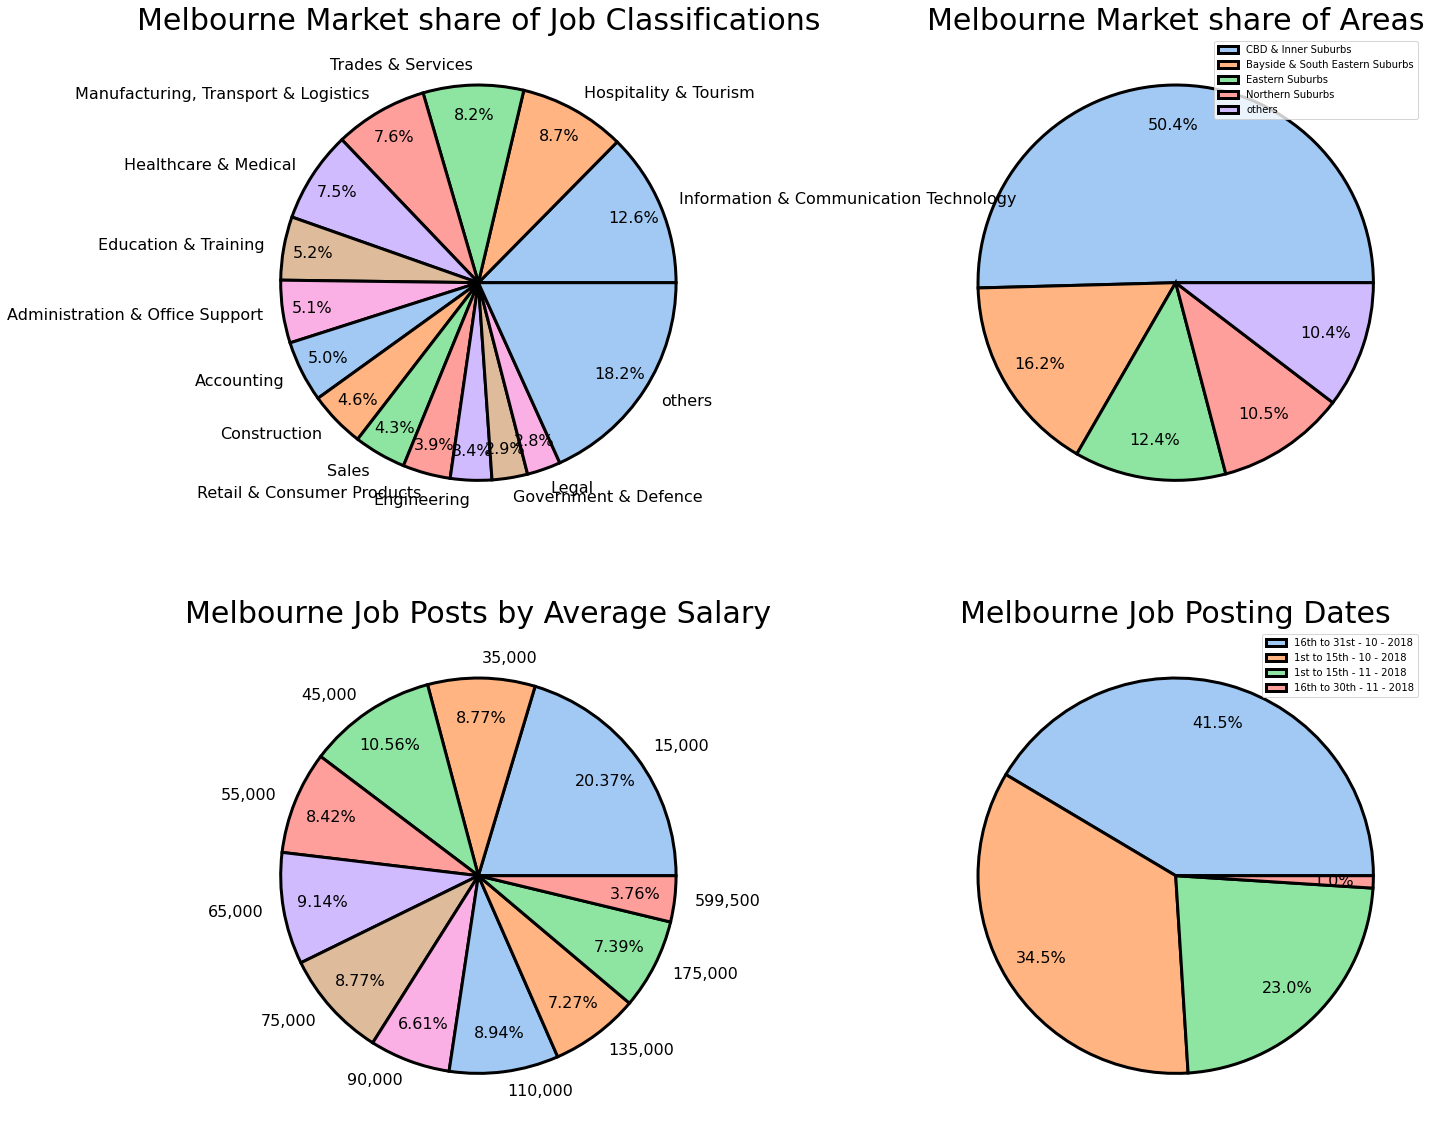 Melbourne Market share of Job Classifications
Trades & Services
8.2%
Manufacturing, Transport & Logistics
7.6%
Hospitality & Tourism
8.7%
Healthcare & Medical
7.5%
Information & Communication Technology
12.6%
Education & Training
5.2%
Administration & Office Support
5.1%
Accounting
5.0%
Construction
4.6%
Sales
4.3%
Retail & Consumer Products
3.9%
Engineering
3.4%
Government & Defence
2.9%
Legal
2.8%
others
18.2%
Melbourne Market share of Areas
CBD & Inner Suburbs
Bayside & South Eastern Suburbs
Eastern Suburbs
Northern Suburbs
others
50.4%
16.2%
12.4%
10.5%
10.4%
Melbourne Job Posts by Average Salary
35,000
8.77%
45,000
10.56%
15,000
20.37%
55,000
8.42%
65,000
9.14%
75,000
8.77%
90,000
6.61%
110,000
8.94%
135,000
7.27%
175,000
7.39%
599,500
3.76%
Melbourne Job Posting Dates
16th to 31st - 10 - 2018
1st to 15th - 10 - 2018
1st to 15th - 11 - 2018
16th to 30th - 11 - 2018
41.5%
34.5%
23.0%
1.0%